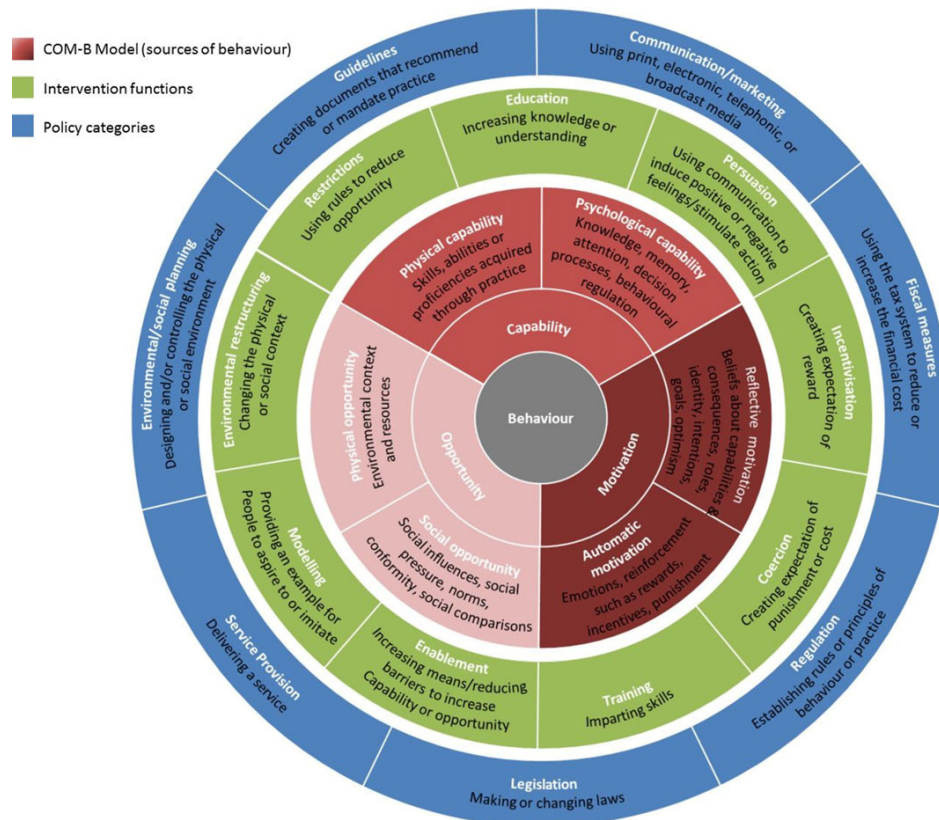 COM-B Model (sources of behaviour)
Intervention functions
Policy categories
Guidelines
Creating documents that recommend
or mandate practice
Communication/marketing
Using print, electronic, telephonic, or
broadcast media
Fiscal measures
Using the tax system to reduce or
increase the financial cost
Regulation
Establishing rules or principles of
behaviour or practice
Legislation
Making or changing laws
Service Provision
Delivering a service
Environmental/social planning
Designing and/or controlling the physical
or social environment
Education
Increasing knowledge or
understanding
Persuasion
Using communication to
induce positive or negative
feelings/stimulate action
Incentivisation
Creating expectation of
reward
Coercion
Creating expectation of
punishment or cost
Training
Imparting skills
Enablement
Increasing means/reducing
barriers to increase
Capability or opportunity
Modelling
Providing an example for
People to aspire to or imitate
Environmental restructuring
Changing the physical
or social context
Restrictions
Using rules to reduce
opportunity
Physical capability
Skills, abilities or
proficiencies acquired
through practice
Psychological capability
Knowledge, memory,
attention, decision
processes, behavioural
regulation
Reflective motivation
Beliefs about capabilities &
consequences, roles,
identity, intentions,
goals, optimism
Automatic
motivation
Emotions, reinforcement
such as rewards,
incentives, punishment
Social opportunity
Social influences, social
pressure, norms,
conformity, social comparisons
Physical opportunity
Environmental context
and resources
Capability
Motivation
Opportunity
Behaviour